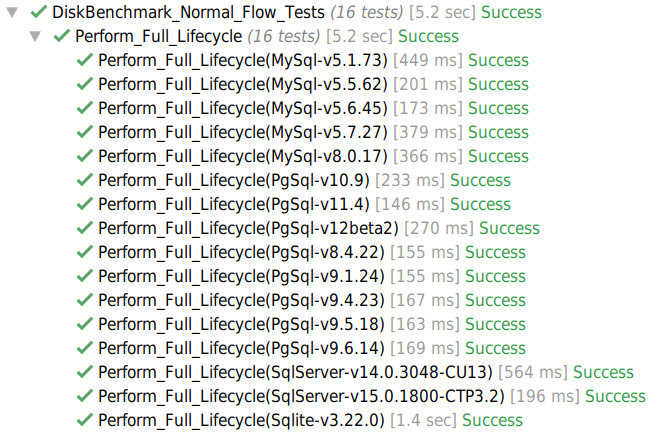 DiskBenchmark_Normal_Flow_Tests (16 tests) [5.2 sec] Success
Perform_Full_Lifecycle (16 tests) [5.2 sec] Success
Perform_Full_Lifecycle(MySql-v5.1.73) [449 ms] Success
Perform_Full_Lifecycle(MySql-v5.5.62) [201 ms] Success
Perform_Full_Lifecycle(MySql-v5.6.45) [173 ms] Success
Perform_Full_Lifecycle(MySql-v5.7.27) [379 ms] Success
Perform_Full_Lifecycle(MySql-v8.0.17) [366 ms] Success
Perform_Full_Lifecycle(PgSql-v10.9) [233 ms] Success
Perform_Full_Lifecycle(PgSql-v11.4) [146 ms] Success
Perform_Full_Lifecycle(PgSql-v12beta2) [270 ms] Success
Perform_Full_Lifecycle(PgSql-v8.4.22) [155 ms] Success
Perform_Full_Lifecycle(PgSql-v9.1.24) [155 ms] Success
Perform_Full_Lifecycle(PgSql-v9.4.23) [167 ms] Success
Perform_Full_Lifecycle(PgSql-v9.5.18) [163 ms] Success
Perform_Full_Lifecycle(PgSql-v9.6.14) [169 ms] Success
Perform_Full_Lifecycle(SqlServer-v14.0.3048-CU13) [564 ms] Success
Perform_Full_Lifecycle(SqlServer-v15.0.1800-CTP3.2) [196 ms] Success
Perform_Full_Lifecycle(Sqlite-v3.22.0) [1.4 sec] Success